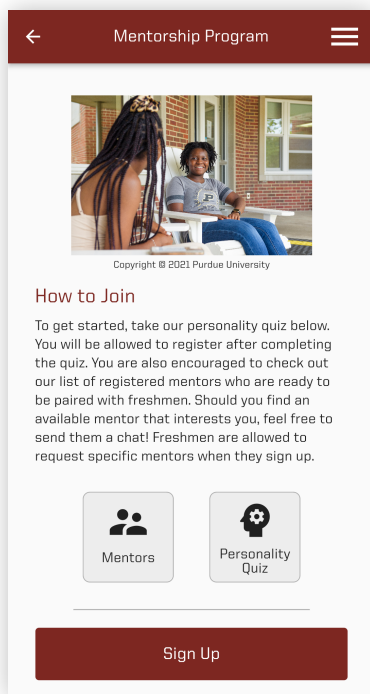 Mentorship Program
Copyright © 2021 Purdue University
How to Join
To get started, take our personality quiz below.
You will be allowed to register after completing
the quiz. You are also encouraged to check out
our list of registered mentors who are ready to
be paired with freshmen. Should you find an
available mentor that interests you, feel free to
send them a chat! Freshmen are allowed to
request specific mentors when they sign up.
Mentors
Personality
Quiz
Sign Up